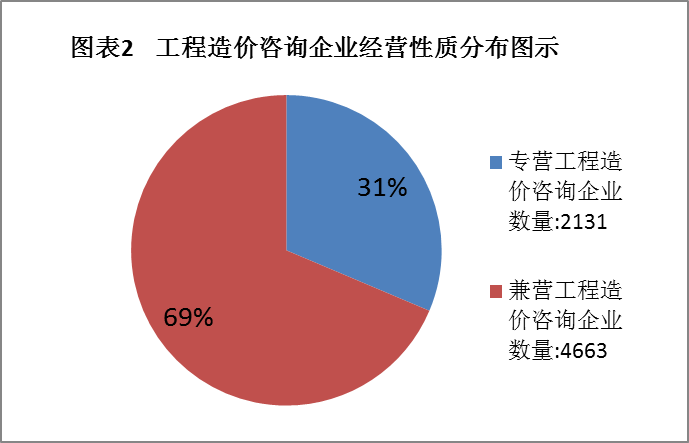 图表2 工程造价咨询企业经营性质分布图示
31%
69%
专营工程造
价咨询企业
数量:2131
兼营工程造
价咨询企业
数量:4663